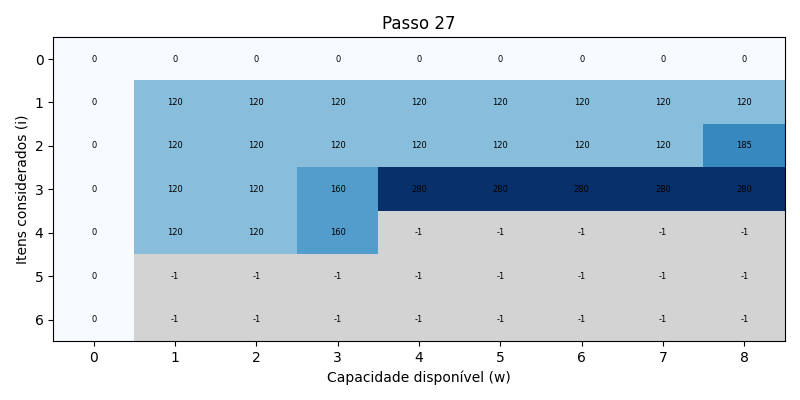 Passo 27
Itens considerados (i)
0 0 0 0 0 0 0 0 0 0
1 0 120 120 120 120 120 120 120 120
2 0 120 120 120 120 120 120 120 185
3 0 120 120 160 280 280 280 280 280
4 0 120 120 160 -1 -1 -1 -1 -1
5 0 -1 -1 -1 -1 -1 -1 -1 -1
6 0 -1 -1 -1 -1 -1 -1 -1 -1
0 1 2 3 4 5 6 7 8
Capacidade disponível (w)